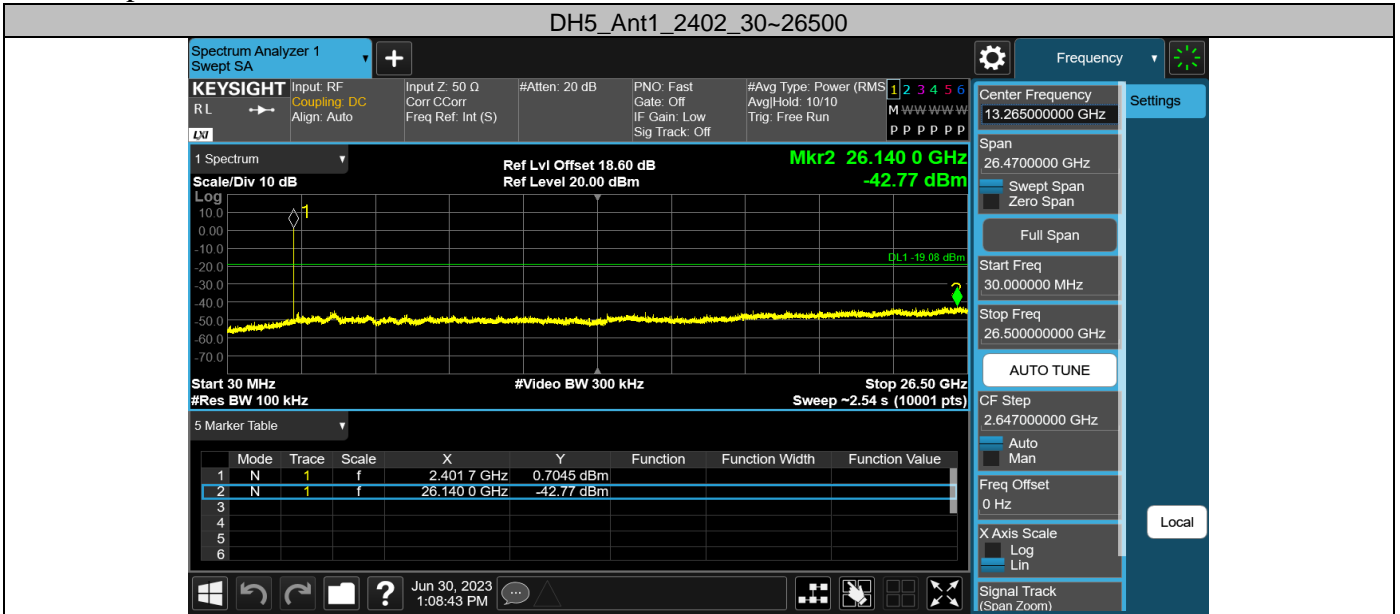 DH5_Ant1_2402_30~26500
Spectrum Analyzer 1
Swept SA
+
Frequency
KEYSIGHT
RL
LXI
Input: RF
Coupling: DC
Align: Auto
Input Z: 50 Ω
Corr CCorr
Freq Ref: Int (S)
#Atten: 20 dB
PNO: Fast
Gate: Off
IF Gain: Low
Sig Track: Off
#Avg Type: Power (RMS
Avg|Hold: 10/10
Trig: Free Run
1 2 3 4 5 6
M W W W W W
P P P P P P
1 Spectrum
Scale/Div 10 dB
Ref Lvl Offset 18.60 dB
Ref Level 20.00 dBm
Mkr2 26.140 0 GHz
-42.77 dBm
Log
10.0
0.00
-10.0
-20.0
-30.0
-40.0
-50.0
-60.0
-70.0
1
DL1 -19.08 dBm
2
Start 30 MHz
#Video BW 300 kHz
Stop 26.50 GHz
#Res BW 100 kHz
Sweep ~2.54 s (10001 pts)
5 Marker Table
Mode Trace Scale X Y Function Function Width Function Value
1 N 1 f 2.401 7 GHz 0.7045 dBm
2 N 1 f 26.140 0 GHz -42.77 dBm
3
4
5
6
Jun 30, 2023
1:08:43 PM
?
Center Frequency
13.265000000 GHz
Settings
Span
26.4700000 GHz
Swept Span
Zero Span
Full Span
Start Freq
30.000000 MHz
Stop Freq
26.500000000 GHz
AUTO TUNE
CF Step
2.647000000 GHz
Auto
Man
Freq Offset
0 Hz
X Axis Scale
Log
Lin
Local
Signal Track
(Span Zoom)